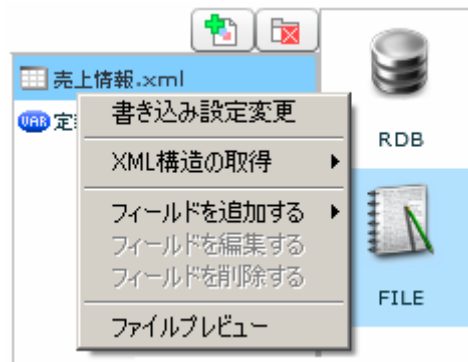 売上情報.xml
VAR 定
書き込み設定変更
XML構造の取得
フィールドを追加する
フィールドを編集する
フィールドを削除する
ファイルプレビュー
RDB
FILE